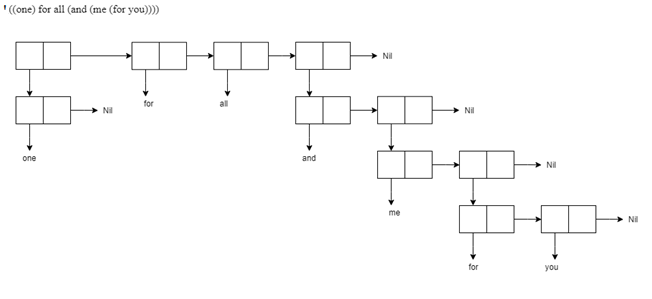 '((one) for all (and (me (for you))))
Nil
for
all
Nil
Nil
one
and
Nil
me
Nil
for
you
Nil